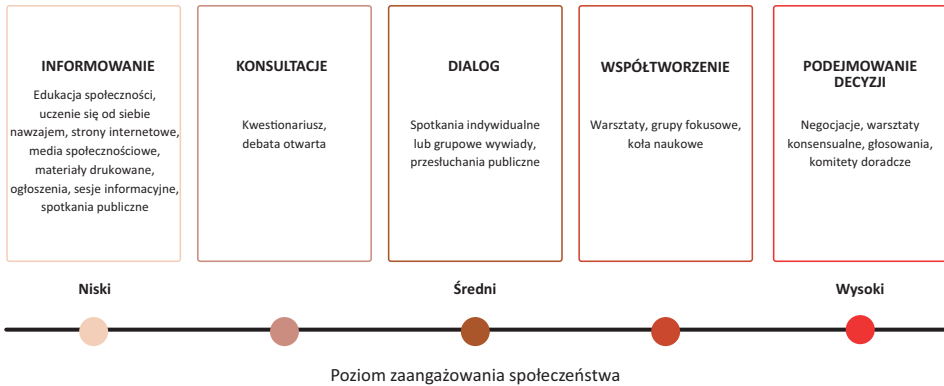 INFORMOWANIE
Edukacja społeczności,
uczenie się od siebie
nawzajem, strony internetowe,
media społecznościowe,
materiały drukowane,
ogłoszenia, sesje informacyjne,
spotkania publiczne
KONSULTACJE
Kwestionariusz,
debata otwarta
DIALOG
Spotkania indywidualne
lub grupowe wywiady,
przesłuchania publiczne
WSPÓŁTWORZENIE
Warsztaty, grupy fokusowe,
koła naukowe
PODEJMOWANIE
DECYZJI
Negocjacje, warsztaty
konsensualne, głosowania,
komitety doradcze
Niski
Średni
Wysoki
Poziom zaangażowania społeczeństwa